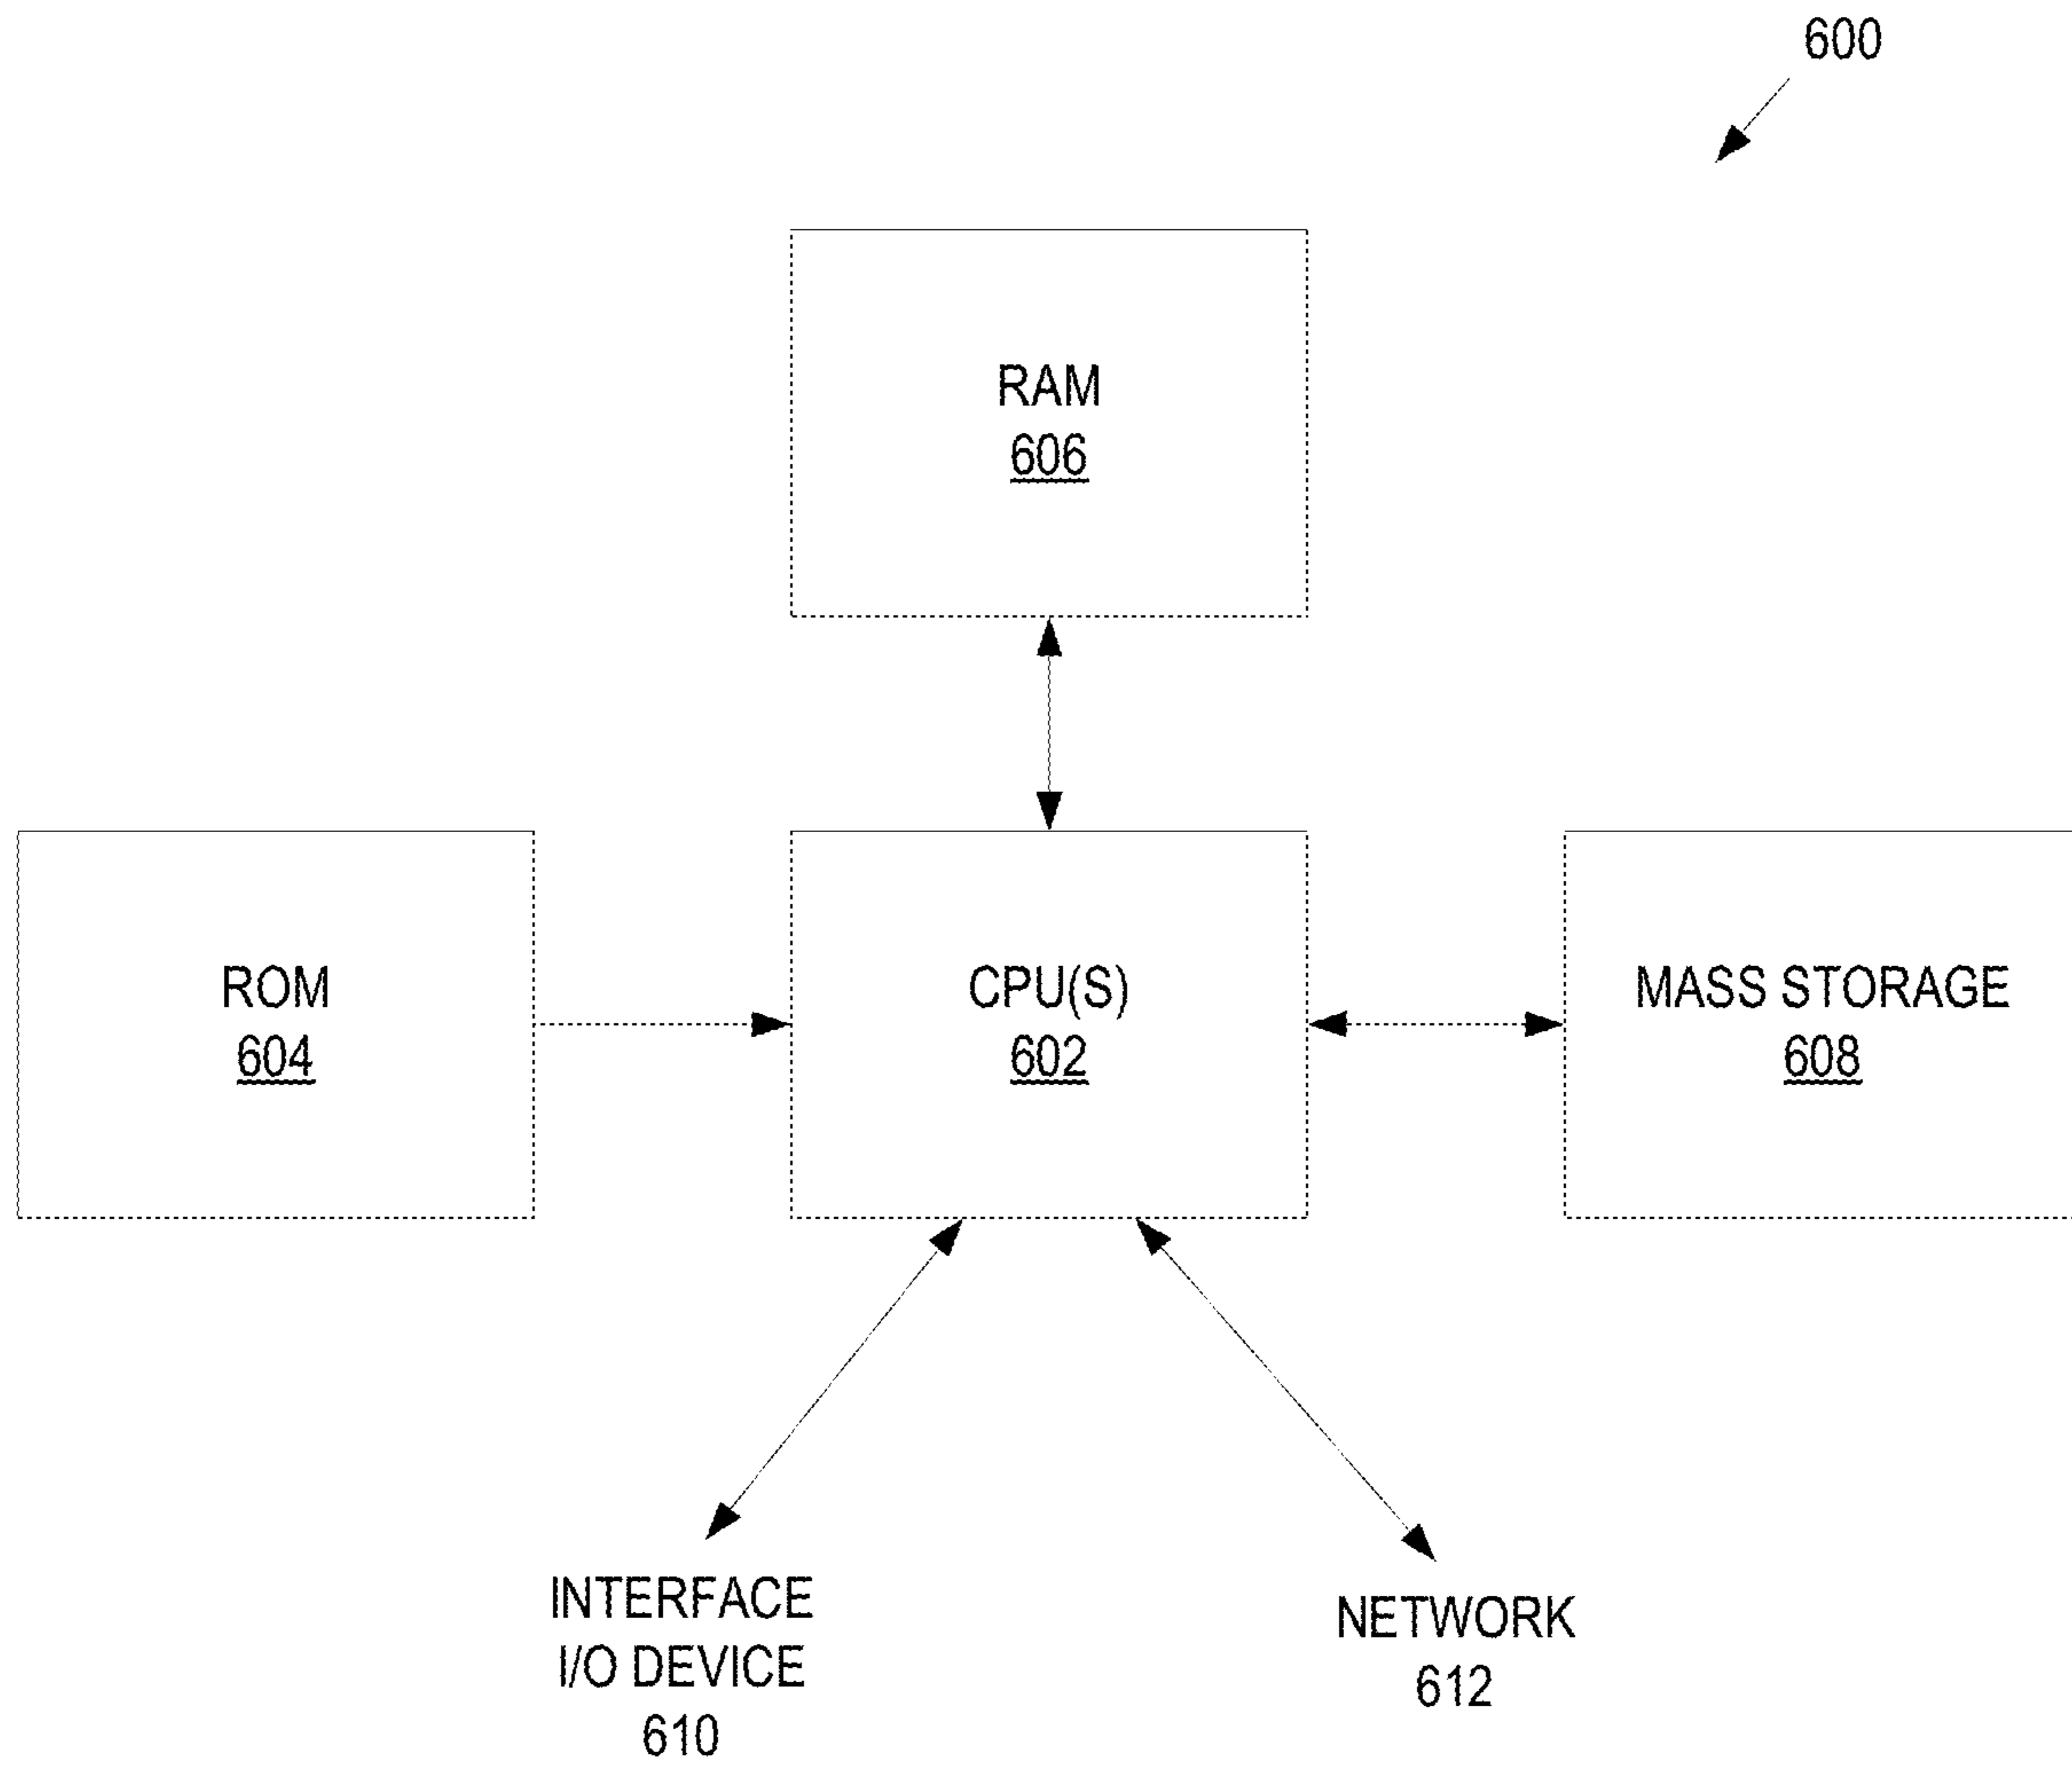 600
RAM
606
ROM
604
CPU(S)
602
MASS STORAGE
608
INTERFACE
I/O DEVICE
610
NETWORK
612